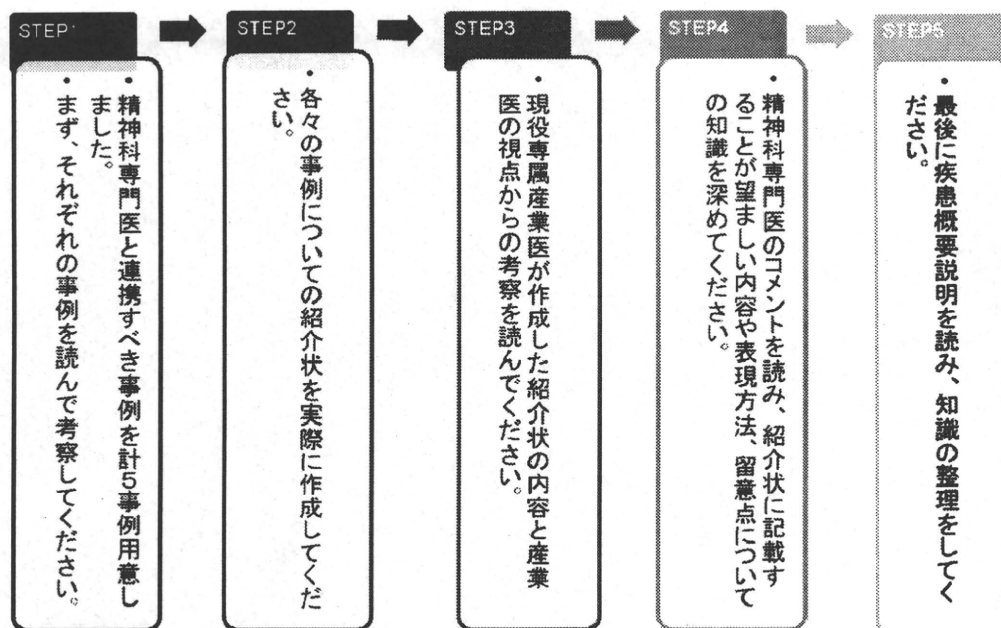 STEP1
・精神科専門医と連携すべき事例を計5事例用意し
ました。
・まず、それぞれの事例を読んで考察してください。
STEP2
・各々の事例についての紹介状を実際に作成してくだ
さい。
STEP3
・現役専属産業医が作成した紹介状の内容と産業
医の視点からの考察を読んでください。
STEP4
・精神科専門医のコメントを読み、紹介状に記載す
ることが望ましい内容や表現方法、留意点について
の知識を深めてください。
STEP5
・最後に疾患概要説明を読み、知識の整理をしてく
ださい。